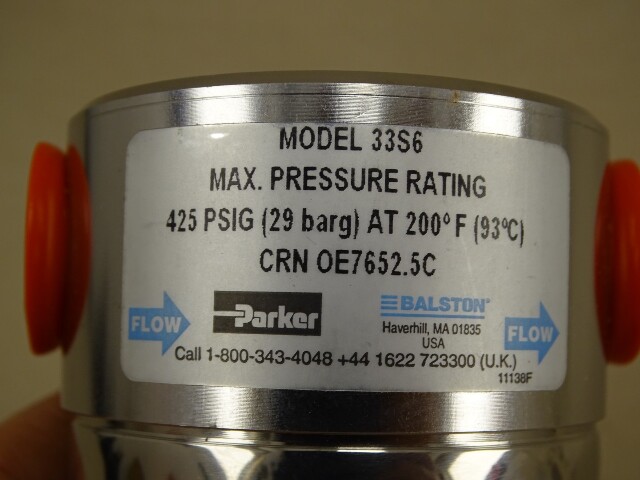 MODEL 33S6
MAX. PRESSURE RATING
425 PSIG (29 barg) AT 200° F (93°C)
CRN OE7652.5C
FLOW Parker BALSTON® FLOW
Haverhill, MA 01835
USA
Call 1-800-343-4048 +44 1622 723300 (U.K.)
11138F